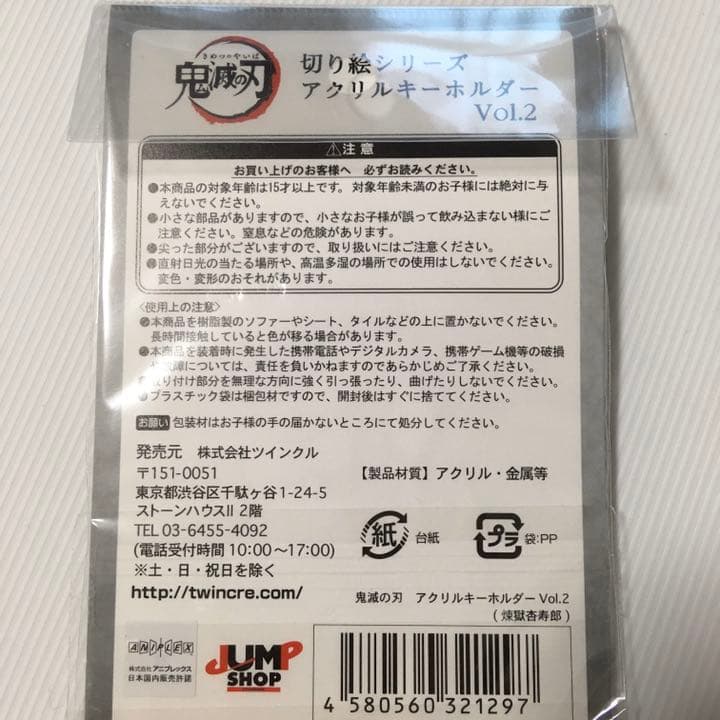 きめつのやいば
鬼滅の刃
切り絵シリーズ
アクリルキーホルダー
Vol.2
⚠注意
お買い上げのお客様へ 必ずお読みください。
●本商品の対象年齢は15才以上です。対象年齢未満のお子様には絶対に与
えないでください。
●小さな部品がありますので、小さなお子様が誤って飲み込まない様にご
注意ください。窒息などの危険があります。
●尖った部分がございますので、取り扱いにはご注意ください。
●直射日光の当たる場所や、高温多湿の場所での使用はしないでください。
変色・変形のおそれがあります。
〈使用上の注意〉
●本商品を樹脂製のソファーやシート、タイルなどの上に置かないでください。
長時間接触していると色が移る場合があります。
●本商品を装着時に発生した携帯電話やデジタルカメラ、携帯ゲーム機等の破損
や故障については、責任を負いかねますのであらかじめご了承ください。
●取り付け部分を無理な方向に強く引っ張ったり、曲げたりしないでください。
●プラスチック袋は梱包材ですので、開封後はすぐに捨ててください。
お願い 包装材はお子様の手の届かないところにて処分してください。
発売元 株式会社ツインクル
〒151-0051
東京都渋谷区千駄ヶ谷1-24-5
ストーンハウスⅡ 2階
TEL 03-6455-4092
(電話受付時間 10:00～17:00)
※土・日・祝日を除く
http://twincre.com/
【製品材質】アクリル・金属等
紙 台紙
プラ 袋:PP
鬼滅の刃 アクリルキーホルダー Vol.2
(煉獄杏寿郎)
ANIPLEX
株式会社アニプレックス
日本国内販売許諾
JUMP
SHOP
4 580560 321297